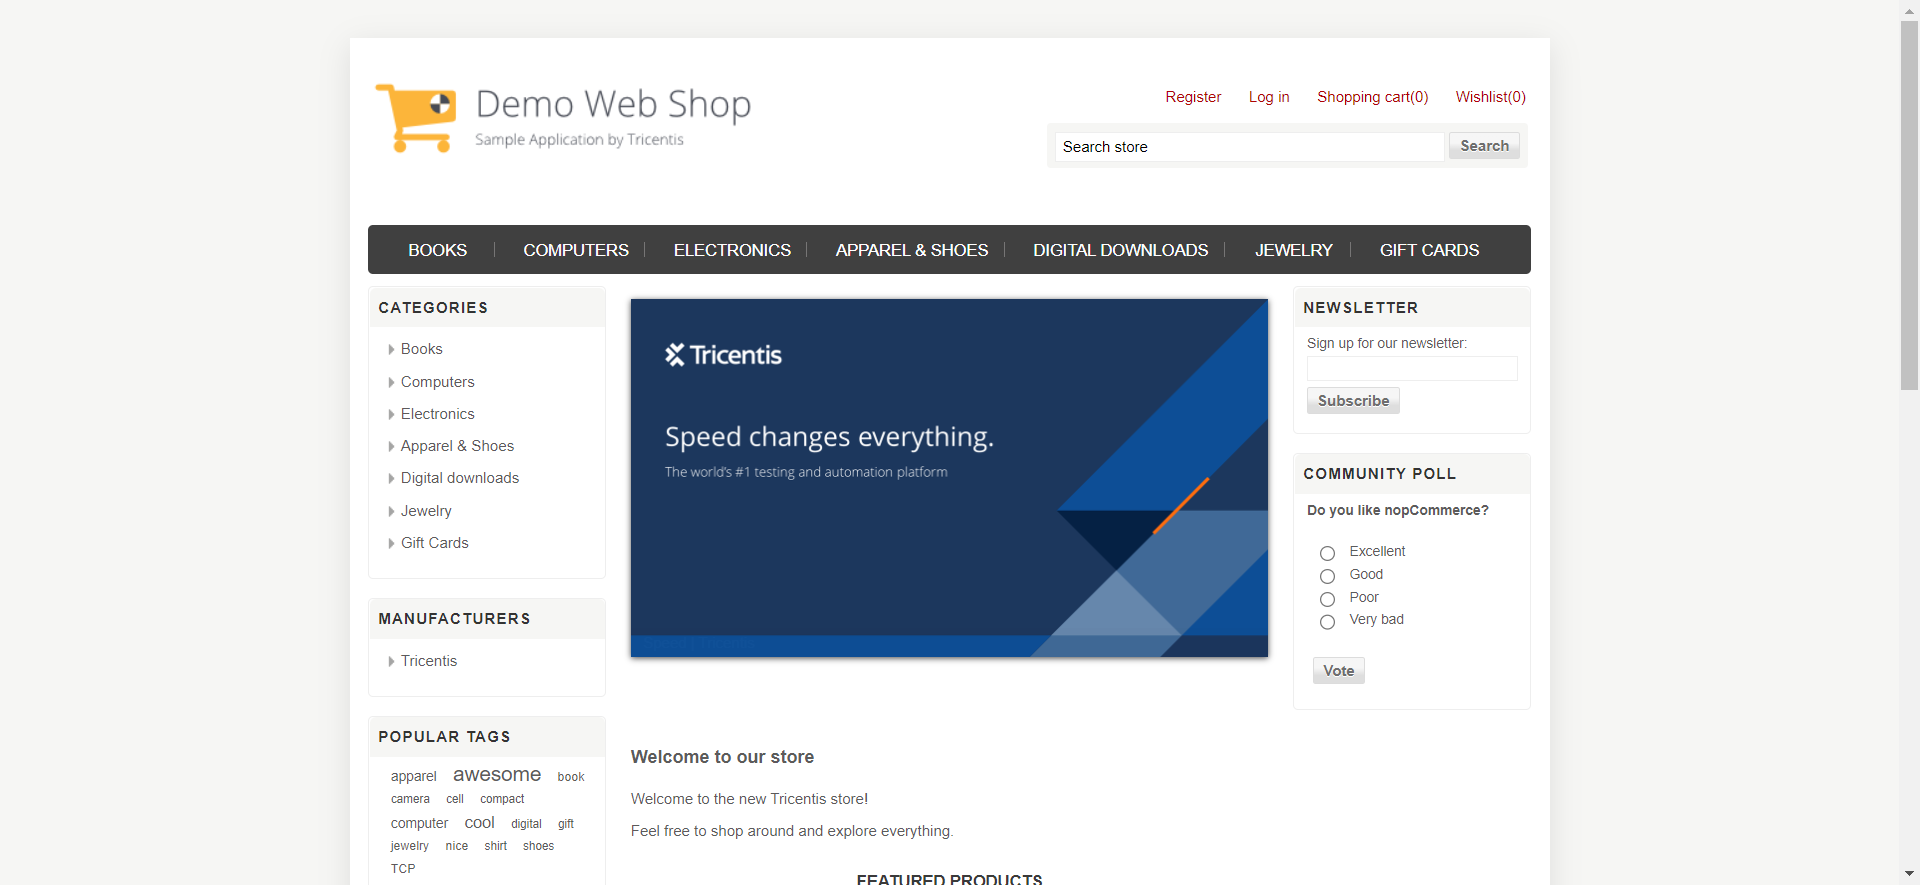 Demo Web Shop
Sample Application by Tricentis
Register Log in Shopping cart(0) Wishlist(0)
Search store Search
BOOKS COMPUTERS ELECTRONICS APPAREL & SHOES DIGITAL DOWNLOADS JEWELRY GIFT CARDS
CATEGORIES
Books
Computers
Electronics
Apparel & Shoes
Digital downloads
Jewelry
Gift Cards
MANUFACTURERS
Tricentis
POPULAR TAGS
apparel awesome book
camera cell compact
computer cool digital gift
jewelry nice shirt shoes
TCP
Tricentis
Speed changes everything.
The world's #1 testing and automation platform
Welcome to our store
Welcome to the new Tricentis store!
Feel free to shop around and explore everything.
FEATURED PRODUCTS
NEWSLETTER
Sign up for our newsletter:
Subscribe
COMMUNITY POLL
Do you like nopCommerce?
Excellent
Good
Poor
Very bad
Vote